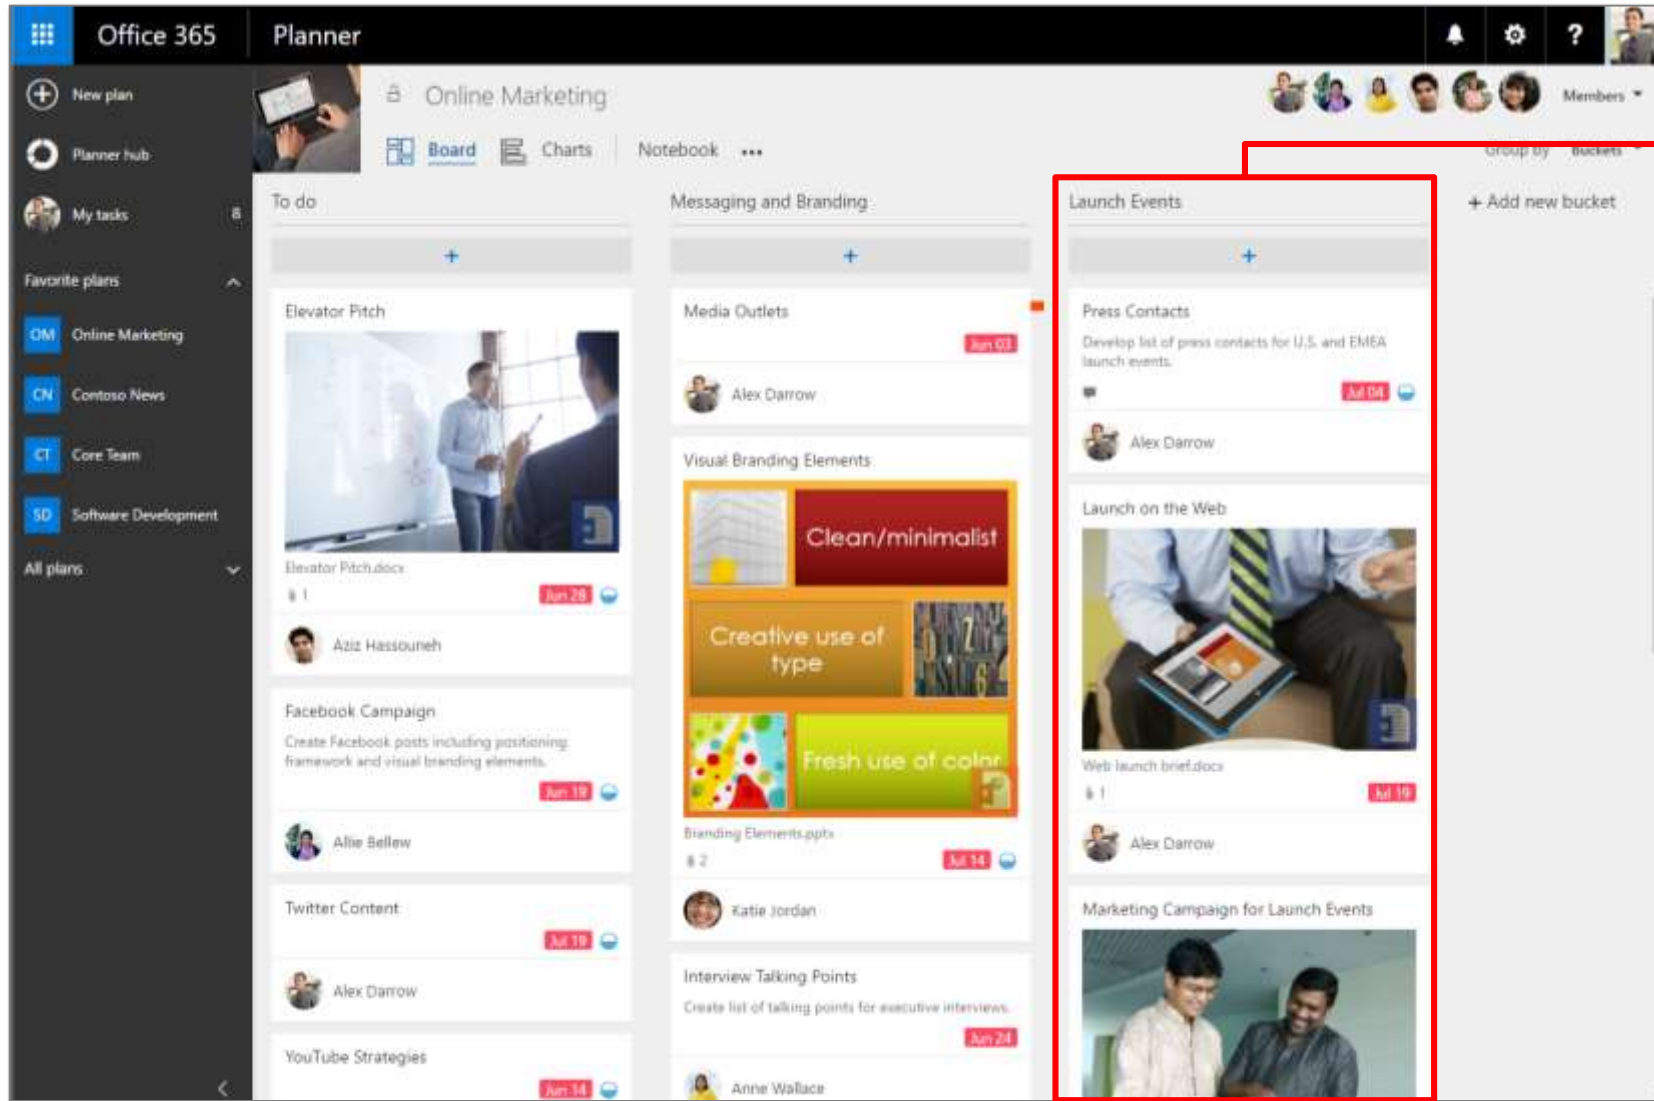 Office 365
Planner
New plan
Planner hub
My tasks
Favorite plans
OM Online Marketing
CN Contoso News
CT Core Team
SD Software Development
All plans
Online Marketing
Members
Board
Charts
Notebook
Group by Buckets
To do
Elevator Pitch
Elevator Pitch.docx
1
Jun 28
Aziz Hassouneh
Facebook Campaign
Create Facebook posts including positioning
framework and visual branding elements.
Jun 19
Allie Bellew
Twitter Content
Jul 19
Alex Darrow
YouTube Strategies
Jun 14
Messaging and Branding
Media Outlets
Jun 03
Alex Darrow
Visual Branding Elements
Clean/minimalist
Creative use of
type
Fresh use of color
Branding Elements.pptx
2
Jul 14
Katie Jordan
Interview Talking Points
Create list of talking points for executive interviews.
Jun 24
Anne Wallace
Launch Events
Press Contacts
Develop list of press contacts for U.S. and EMEA
launch events.
Jul 04
Alex Darrow
Launch on the Web
Web launch brief.docx
1
Jul 19
Alex Darrow
Marketing Campaign for Launch Events
+ Add new bucket